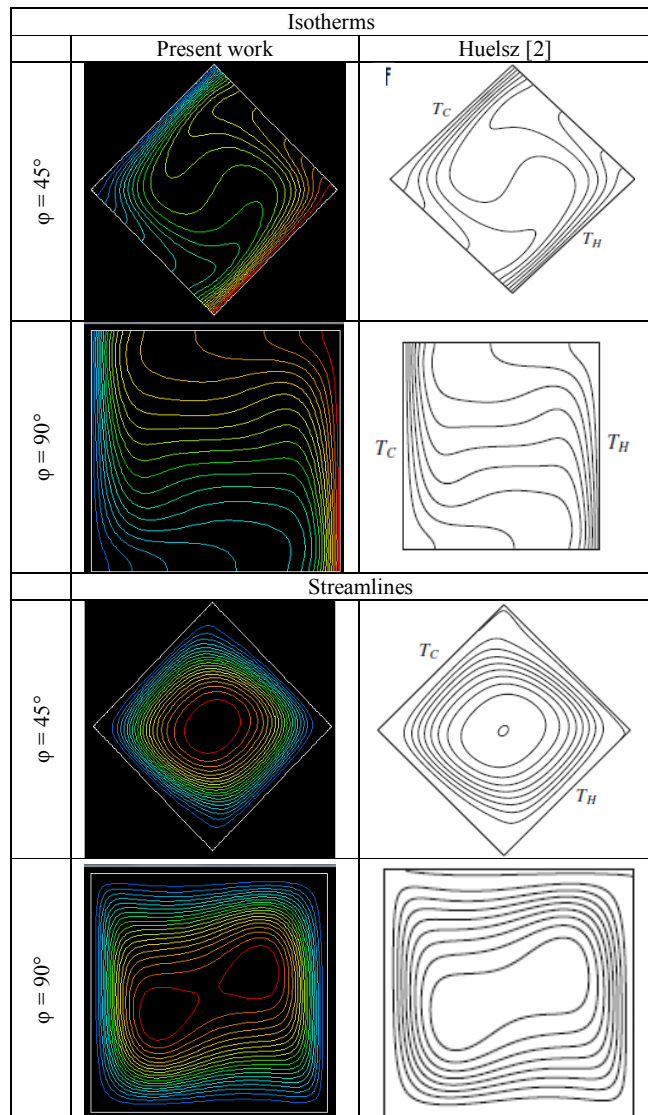 Isotherms
Present work Huelsz [2]
φ = 45°
f
T_C
T_H
φ = 90°
T_C
T_H
Streamlines
φ = 45°
T_C
T_H
φ = 90°